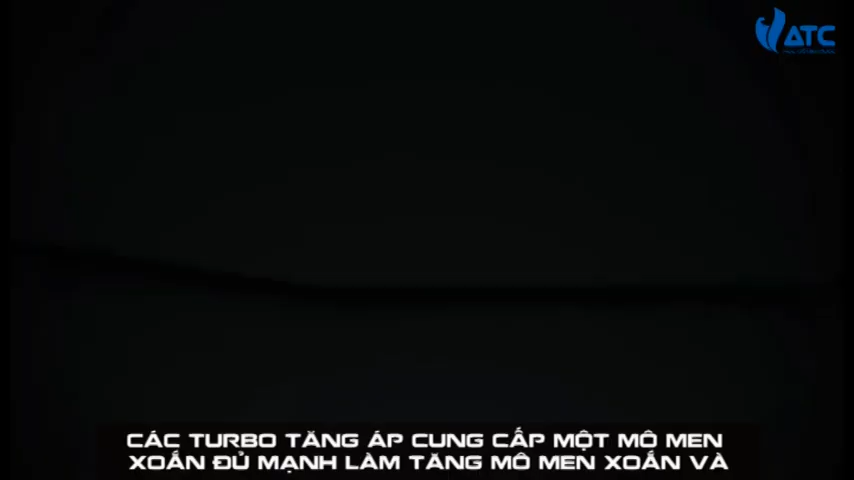 ATC
CÁC TURBO TĂNG ÁP CUNG CẤP MỘT MÔ MEN
XOẮN ĐỦ MẠNH LÀM TĂNG MÔ MEN XOẮN VÀ